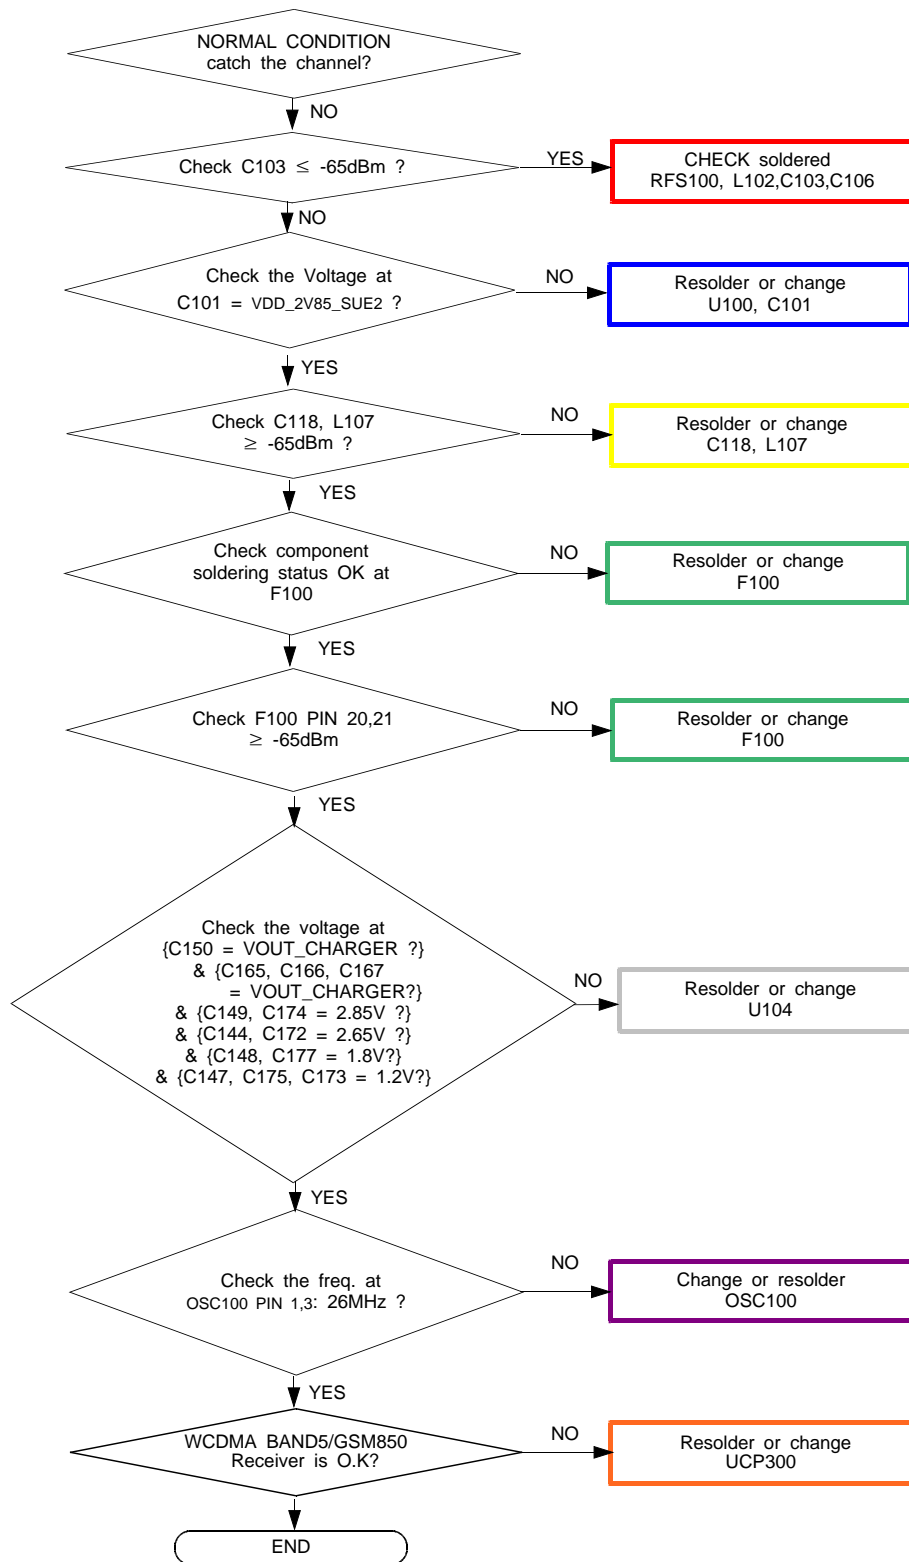 NORMAL CONDITION
catch the channel?
NO
Check C103 ≤ -65dBm ?
YES
CHECK soldered
RFS100, L102,C103,C106
NO
Check the Voltage at
C101 = VDD_2V85_SUE2 ?
NO
Resolder or change
U100, C101
YES
Check C118, L107
≥ -65dBm ?
NO
Resolder or change
C118, L107
YES
Check component
soldering status OK at
F100
NO
Resolder or change
F100
YES
Check F100 PIN 20,21
≥ -65dBm
NO
Resolder or change
F100
YES
Check the voltage at
{C150 = VOUT_CHARGER ?}
& {C165, C166, C167
= VOUT_CHARGER?}
& {C149, C174 = 2.85V ?}
& {C144, C172 = 2.65V ?}
& {C148, C177 = 1.8V?}
& {C147, C175, C173 = 1.2V?}
NO
Resolder or change
U104
YES
Check the freq. at
OSC100 PIN 1,3: 26MHz ?
NO
Change or resolder
OSC100
YES
WCDMA BAND5/GSM850
Receiver is O.K?
NO
Resolder or change
UCP300
END